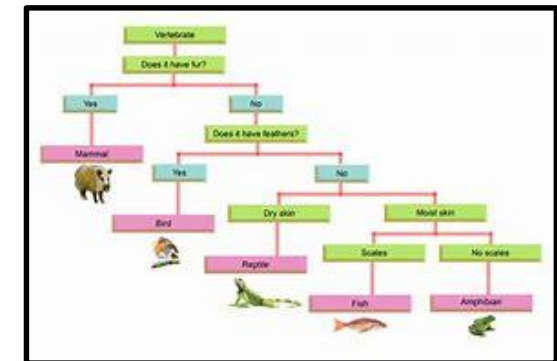 Vertebrate
Does it have fur?
Yes
No
Mammal
Does it have feathers?
Yes
No
Bird
Dry skin
Moist skin
Reptile
Scales
No scales
Fish
Amphibian